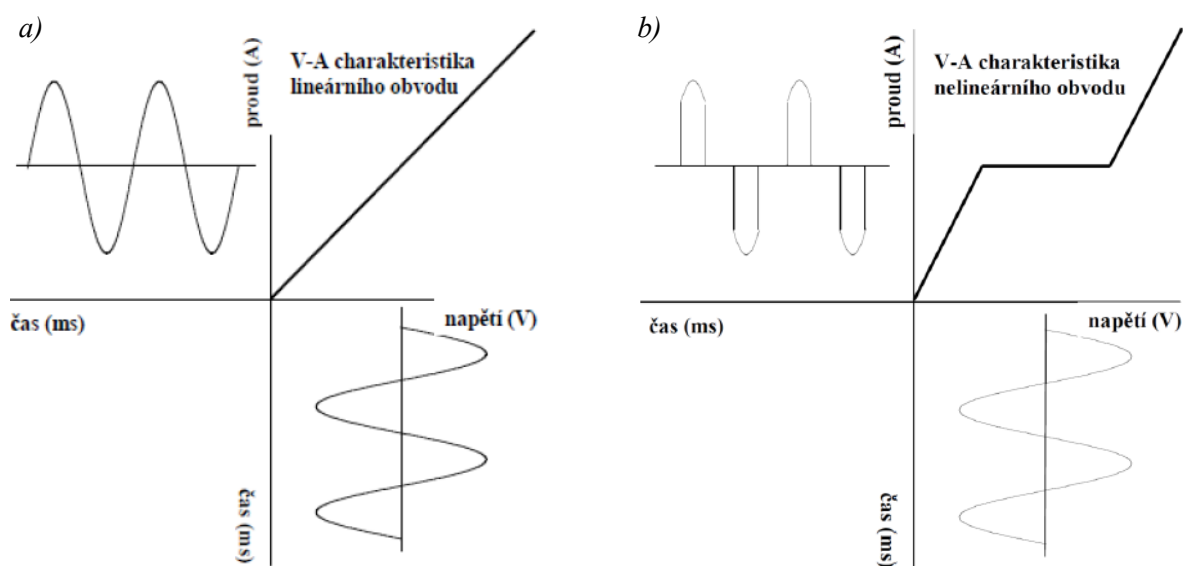 a)
proud (A)
V-A charakteristika
lineárního obvodu
čas (ms)
napětí (V)
čas (ms)
b)
proud (A)
V-A charakteristika
nelineárního obvodu
čas (ms)
napětí (V)
čas (ms)